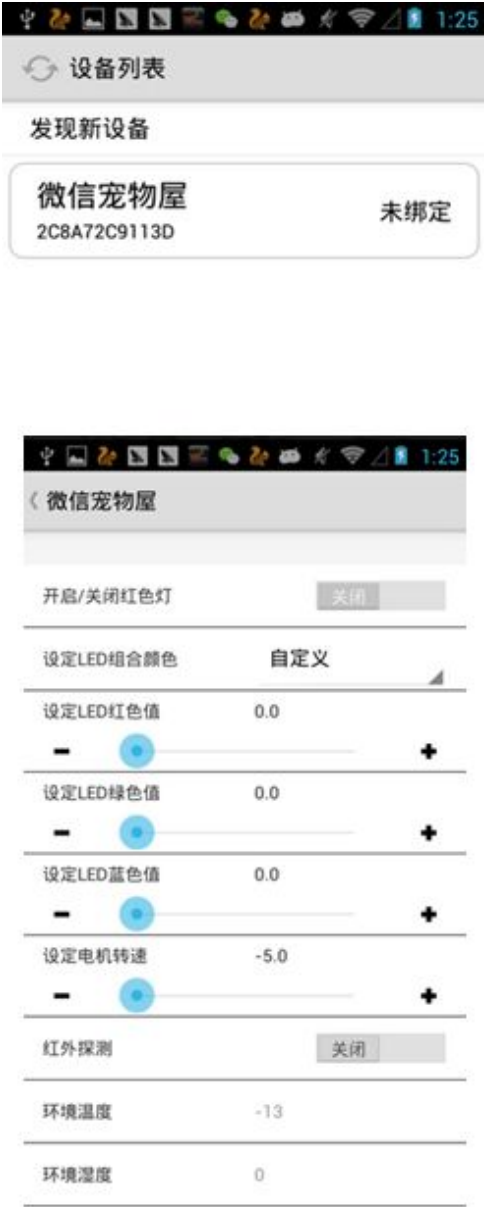 1:25
设备列表
发现新设备
微信宠物屋
未绑定
2C8A72C9113D
1:25
微信宠物屋
开启/关闭红色灯 关闭
设定LED组合颜色 自定义
设定LED红色值 0.0
设定LED绿色值 0.0
设定LED蓝色值 0.0
设定电机转速 -5.0
红外探测 关闭
环境温度 -13
环境湿度 0